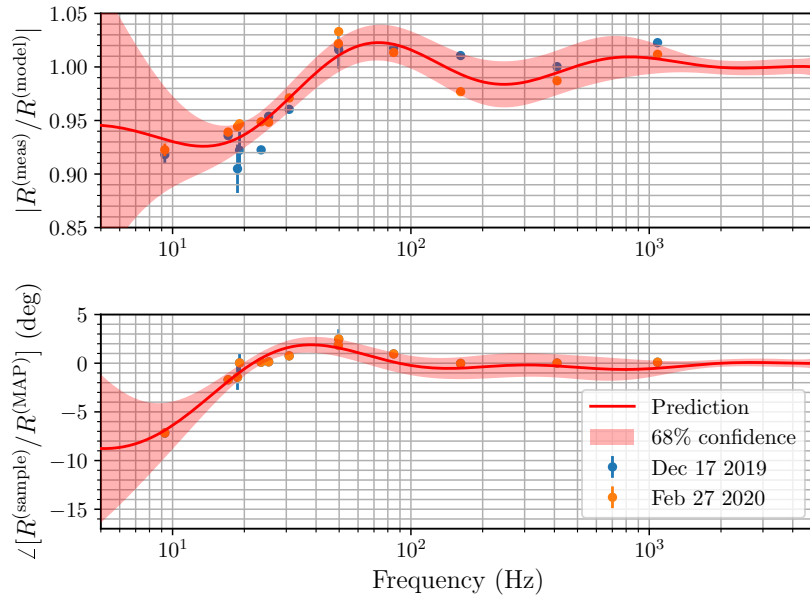 |R^(meas)/R^(model)|
1.05
1.00
0.95
0.90
0.85
10^1
10^2
10^3
∠[R^(sample)/R^(MAP)] (deg)
5
0
−5
−10
−15
10^1
10^2
10^3
Frequency (Hz)
Prediction
68% confidence
Dec 17 2019
Feb 27 2020